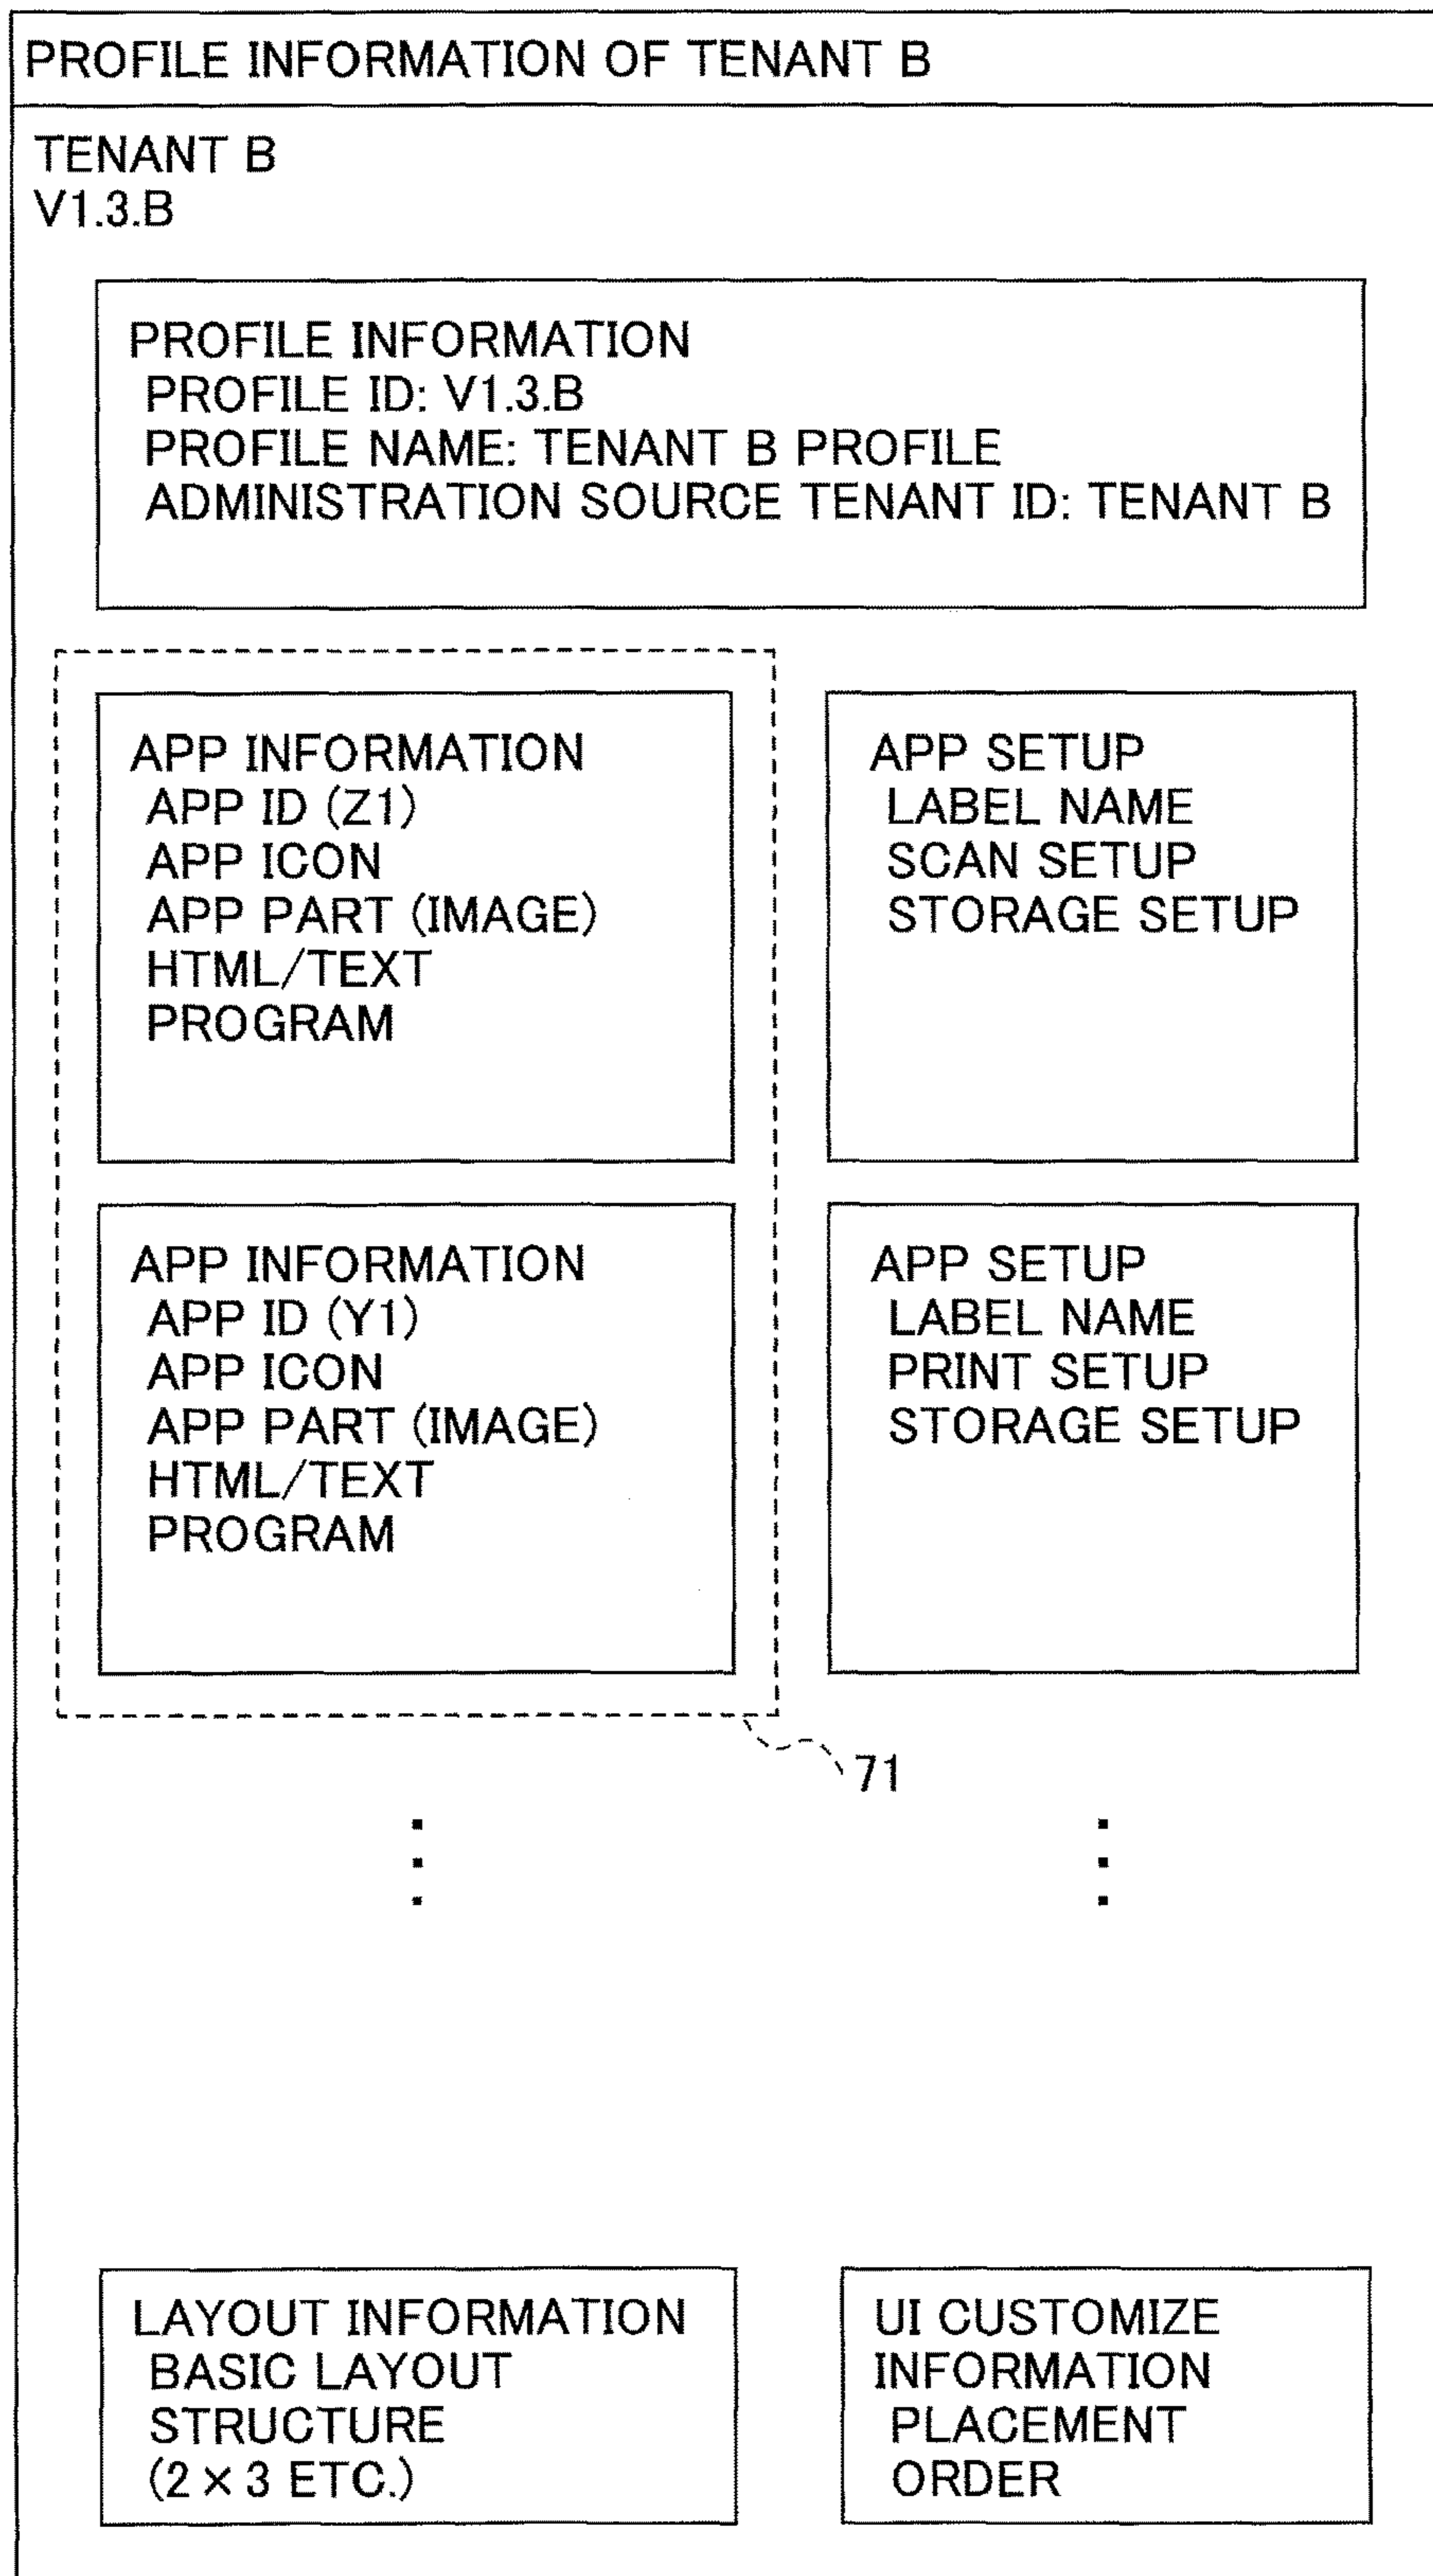 PROFILE INFORMATION OF TENANT B
TENANT B
V1.3.B
PROFILE INFORMATION
PROFILE ID: V1.3.B
PROFILE NAME: TENANT B PROFILE
ADMINISTRATION SOURCE TENANT ID: TENANT B
APP INFORMATION
APP ID (Z1)
APP ICON
APP PART (IMAGE)
HTML/TEXT
PROGRAM
APP SETUP
LABEL NAME
SCAN SETUP
STORAGE SETUP
APP INFORMATION
APP ID (Y1)
APP ICON
APP PART (IMAGE)
HTML/TEXT
PROGRAM
APP SETUP
LABEL NAME
PRINT SETUP
STORAGE SETUP
71
LAYOUT INFORMATION
BASIC LAYOUT
STRUCTURE
(2 × 3 ETC.)
UI CUSTOMIZE
INFORMATION
PLACEMENT
ORDER